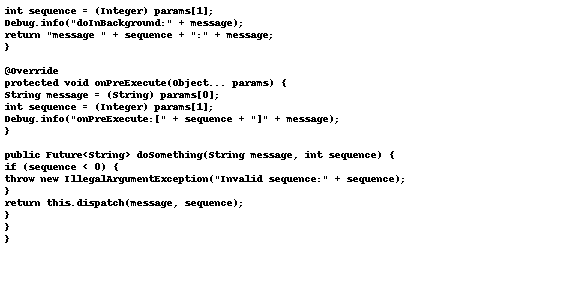 int sequence = (Integer) params[1];
Debug.info("doInBackground:" + message);
return "message " + sequence + ":" + message;
}

@Override
protected void onPreExecute(Object... params) {
String message = (String) params[0];
int sequence = (Integer) params[1];
Debug.info("onPreExecute:[" + sequence + "]" + message);
}

public Future<String> doSomething(String message, int sequence) {
if (sequence < 0) {
throw new IllegalArgumentException("Invalid sequence:" + sequence);
}
return this.dispatch(message, sequence);
}
}
}